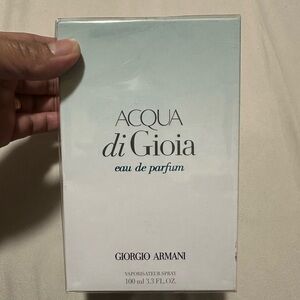 ACQUA
di Gioia
eau de parfum
GIORGIO ARMANI
VAPORISATEUR SPRAY
100 ml 3.3 FL. OZ.